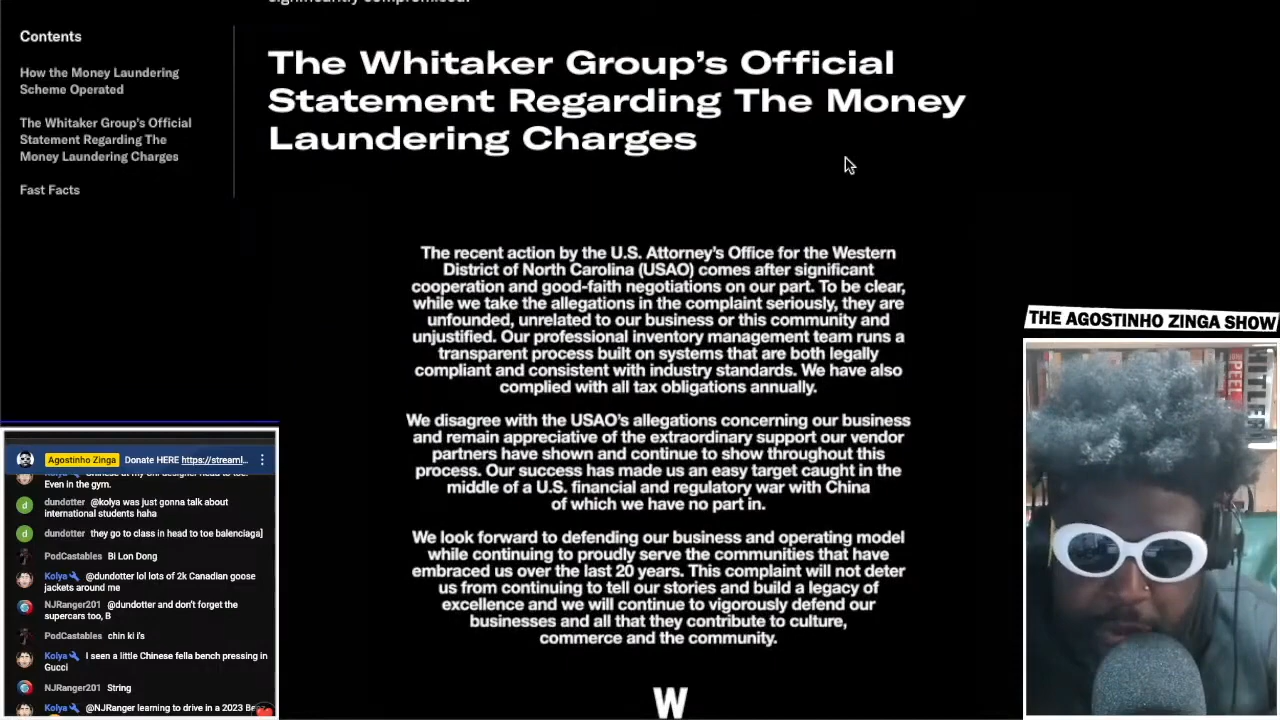 significantly compromised.
Contents
How the Money Laundering
Scheme Operated
The Whitaker Group's Official
Statement Regarding The
Money Laundering Charges
Fast Facts
The Whitaker Group's Official
Statement Regarding The Money
Laundering Charges
The recent action by the U.S. Attorney's Office for the Western
District of North Carolina (USAO) comes after significant
cooperation and good-faith negotiations on our part. To be clear,
while we take the allegations in the complaint seriously, they are
unfounded, unrelated to our business or this community and
unjustified. Our professional inventory management team runs a
transparent process built on systems that are both legally
compliant and consistent with industry standards. We have also
complied with all tax obligations annually.
We disagree with the USAO's allegations concerning our business
and remain appreciative of the extraordinary support our vendor
partners have shown and continue to show throughout this
process. Our success has made us an easy target caught in the
middle of a U.S. financial and regulatory war with China
of which we have no part in.
We look forward to defending our business and operating model
while continuing to proudly serve the communities that have
embraced us over the last 20 years. This complaint will not deter
us from continuing to tell our stories and build a legacy of
excellence and we will continue to vigorously defend our
businesses and all that they contribute to culture,
commerce and the community.
W
THE AGOSTINHO ZINGA SHOW
PEEL
Agostinho Zinga Donate HERE https://streaml...
Even in the gym.
d dundotter @kolya was just gonna talk about
international students haha
d dundotter they go to class in head to toe balenciaga]
PodCastables Bi Lon Dong
Kolya @dundotter lol lots of 2k Canadian goose
jackets around me
NJRanger201 @dundotter and don't forget the
supercars too, B
PodCastables chin ki i's
Kolya I seen a little Chinese fella bench pressing in
Gucci
NJRanger201 String
Kolya @NJRanger learning to drive in a 2023